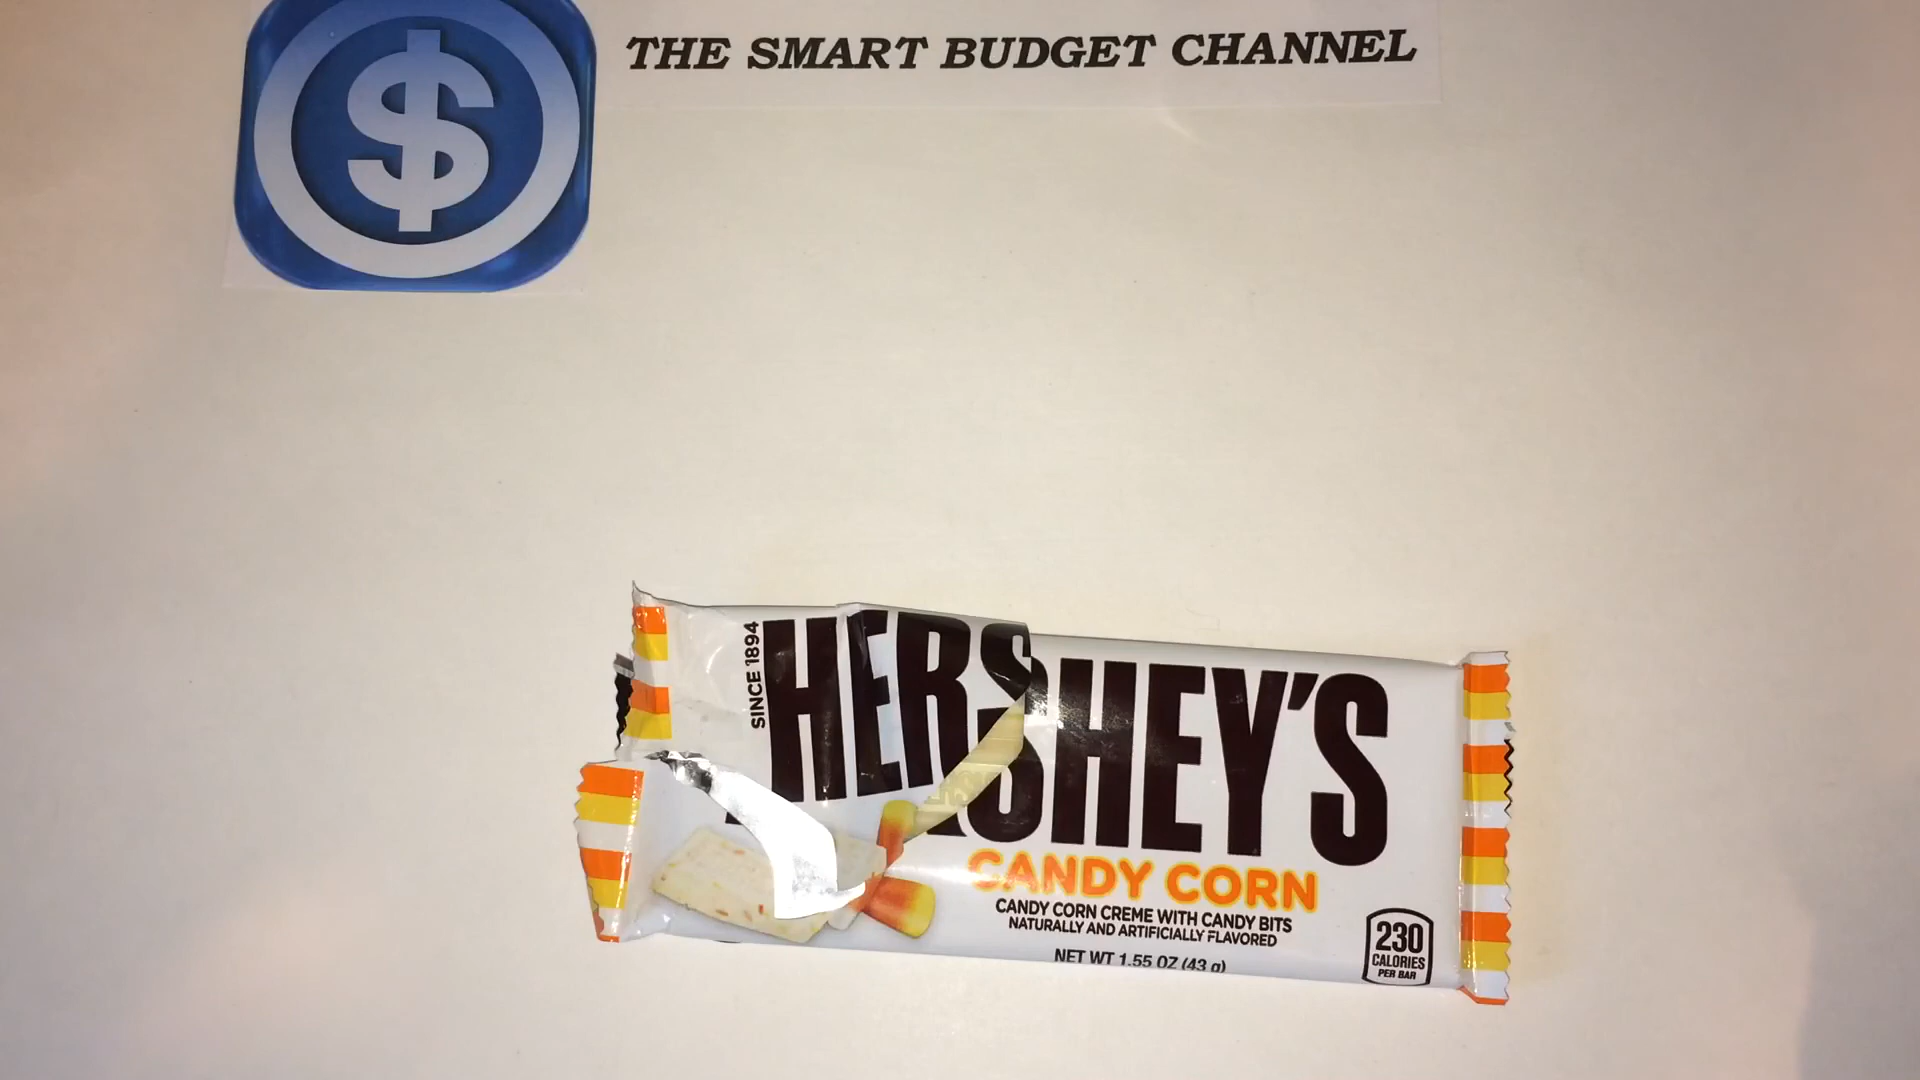 $
THE SMART BUDGET CHANNEL
SINCE 1894
HERSHEY'S
CANDY CORN
CANDY CORN CREME WITH CANDY BITS
NATURALLY AND ARTIFICIALLY FLAVORED
NET WT 1.55 OZ (43 g)
230
CALORIES
PER BAR